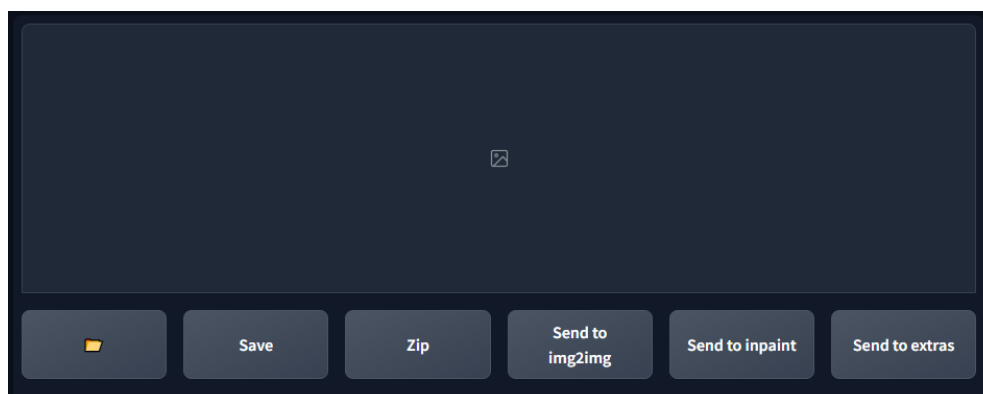 Save
Zip
Send to
img2img
Send to inpaint
Send to extras